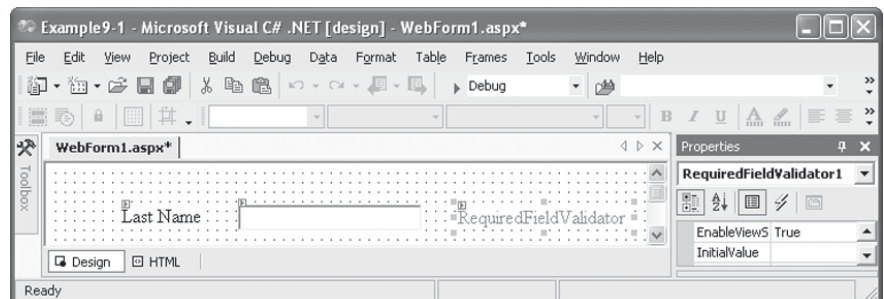 Example9-1 - Microsoft Visual C# .NET [design] - WebForm1.aspx*
File Edit View Project Build Debug Data Format Table Frames Tools Window Help
Debug
B I U A
Toolbox
WebForm1.aspx*
Last Name
RequiredFieldValidator
Design HTML
Properties
RequiredFieldValidator1
EnableViewS True
InitialValue
Ready